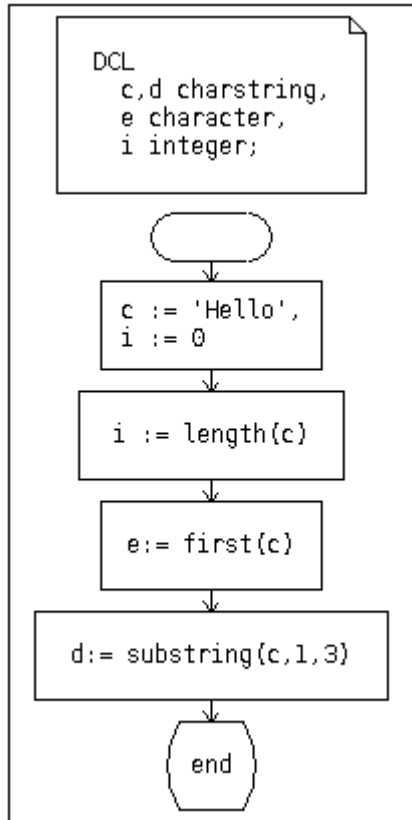 DCL
c,d charstring,
e character,
i integer;
c := 'Hello',
i := 0
i := length(c)
e:= first(c)
d:= substring(c,1,3)
end